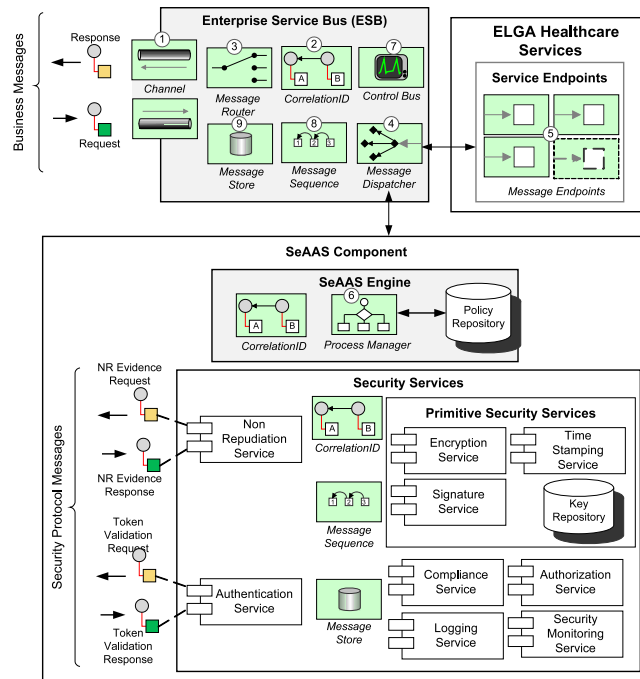 Business Messages
Response
Request
Enterprise Service Bus (ESB)
1
Channel
3
Message
Router
2
A
B
CorrelationID
7
Control Bus
9
Message
Store
8
1 2 3
Message
Sequence
4
Message
Dispatcher
ELGA Healthcare
Services
Service Endpoints
5
Message Endpoints
SeAAS Component
SeAAS Engine
A
B
CorrelationID
6
Process Manager
Policy
Repository
Security Protocol Messages
NR Evidence
Request
NR Evidence
Response
Token
Validation
Request
Token
Validation
Response
Security Services
Non
Repudiation
Service
Authentication
Service
A
B
CorrelationID
1 2 3
Message
Sequence
Message
Store
Primitive Security Services
Encryption
Service
Time
Stamping
Service
Signature
Service
Key
Repository
Compliance
Service
Authorization
Service
Logging
Service
Security
Monitoring
Service